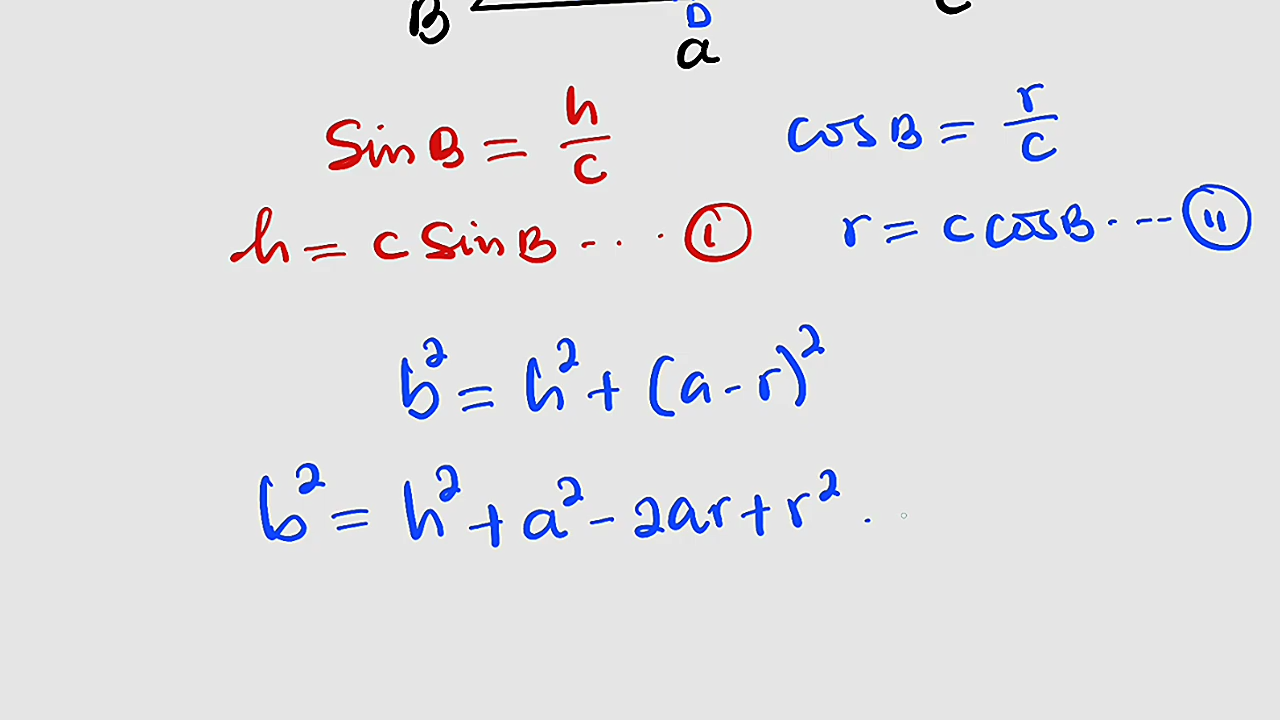 B D C
a
Sin B = h/c cos B = r/c
h = c Sin B ... (I) r = c cos B ... (II)
b² = h² + (a - r)²
b² = h² + a² - 2ar + r² .